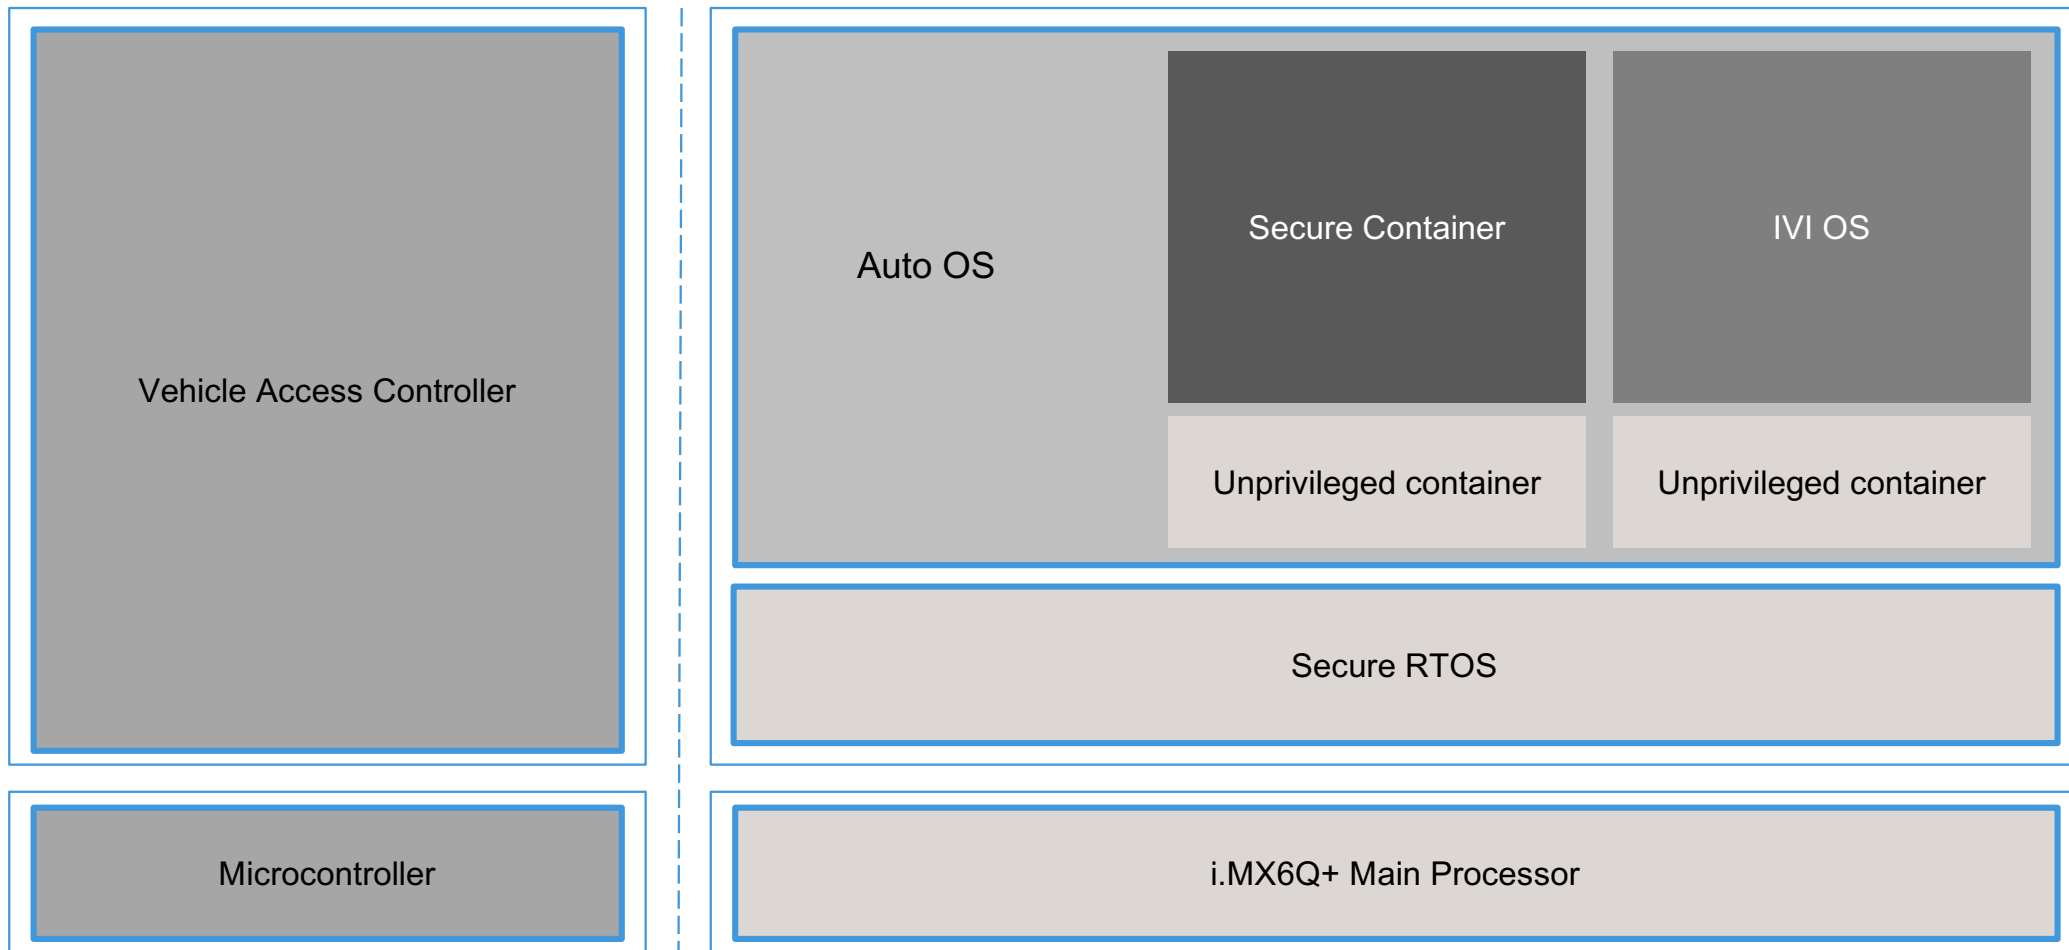 Vehicle Access Controller
Auto OS
Secure Container
IVI OS
Unprivileged container
Unprivileged container
Secure RTOS
Microcontroller
i.MX6Q+ Main Processor